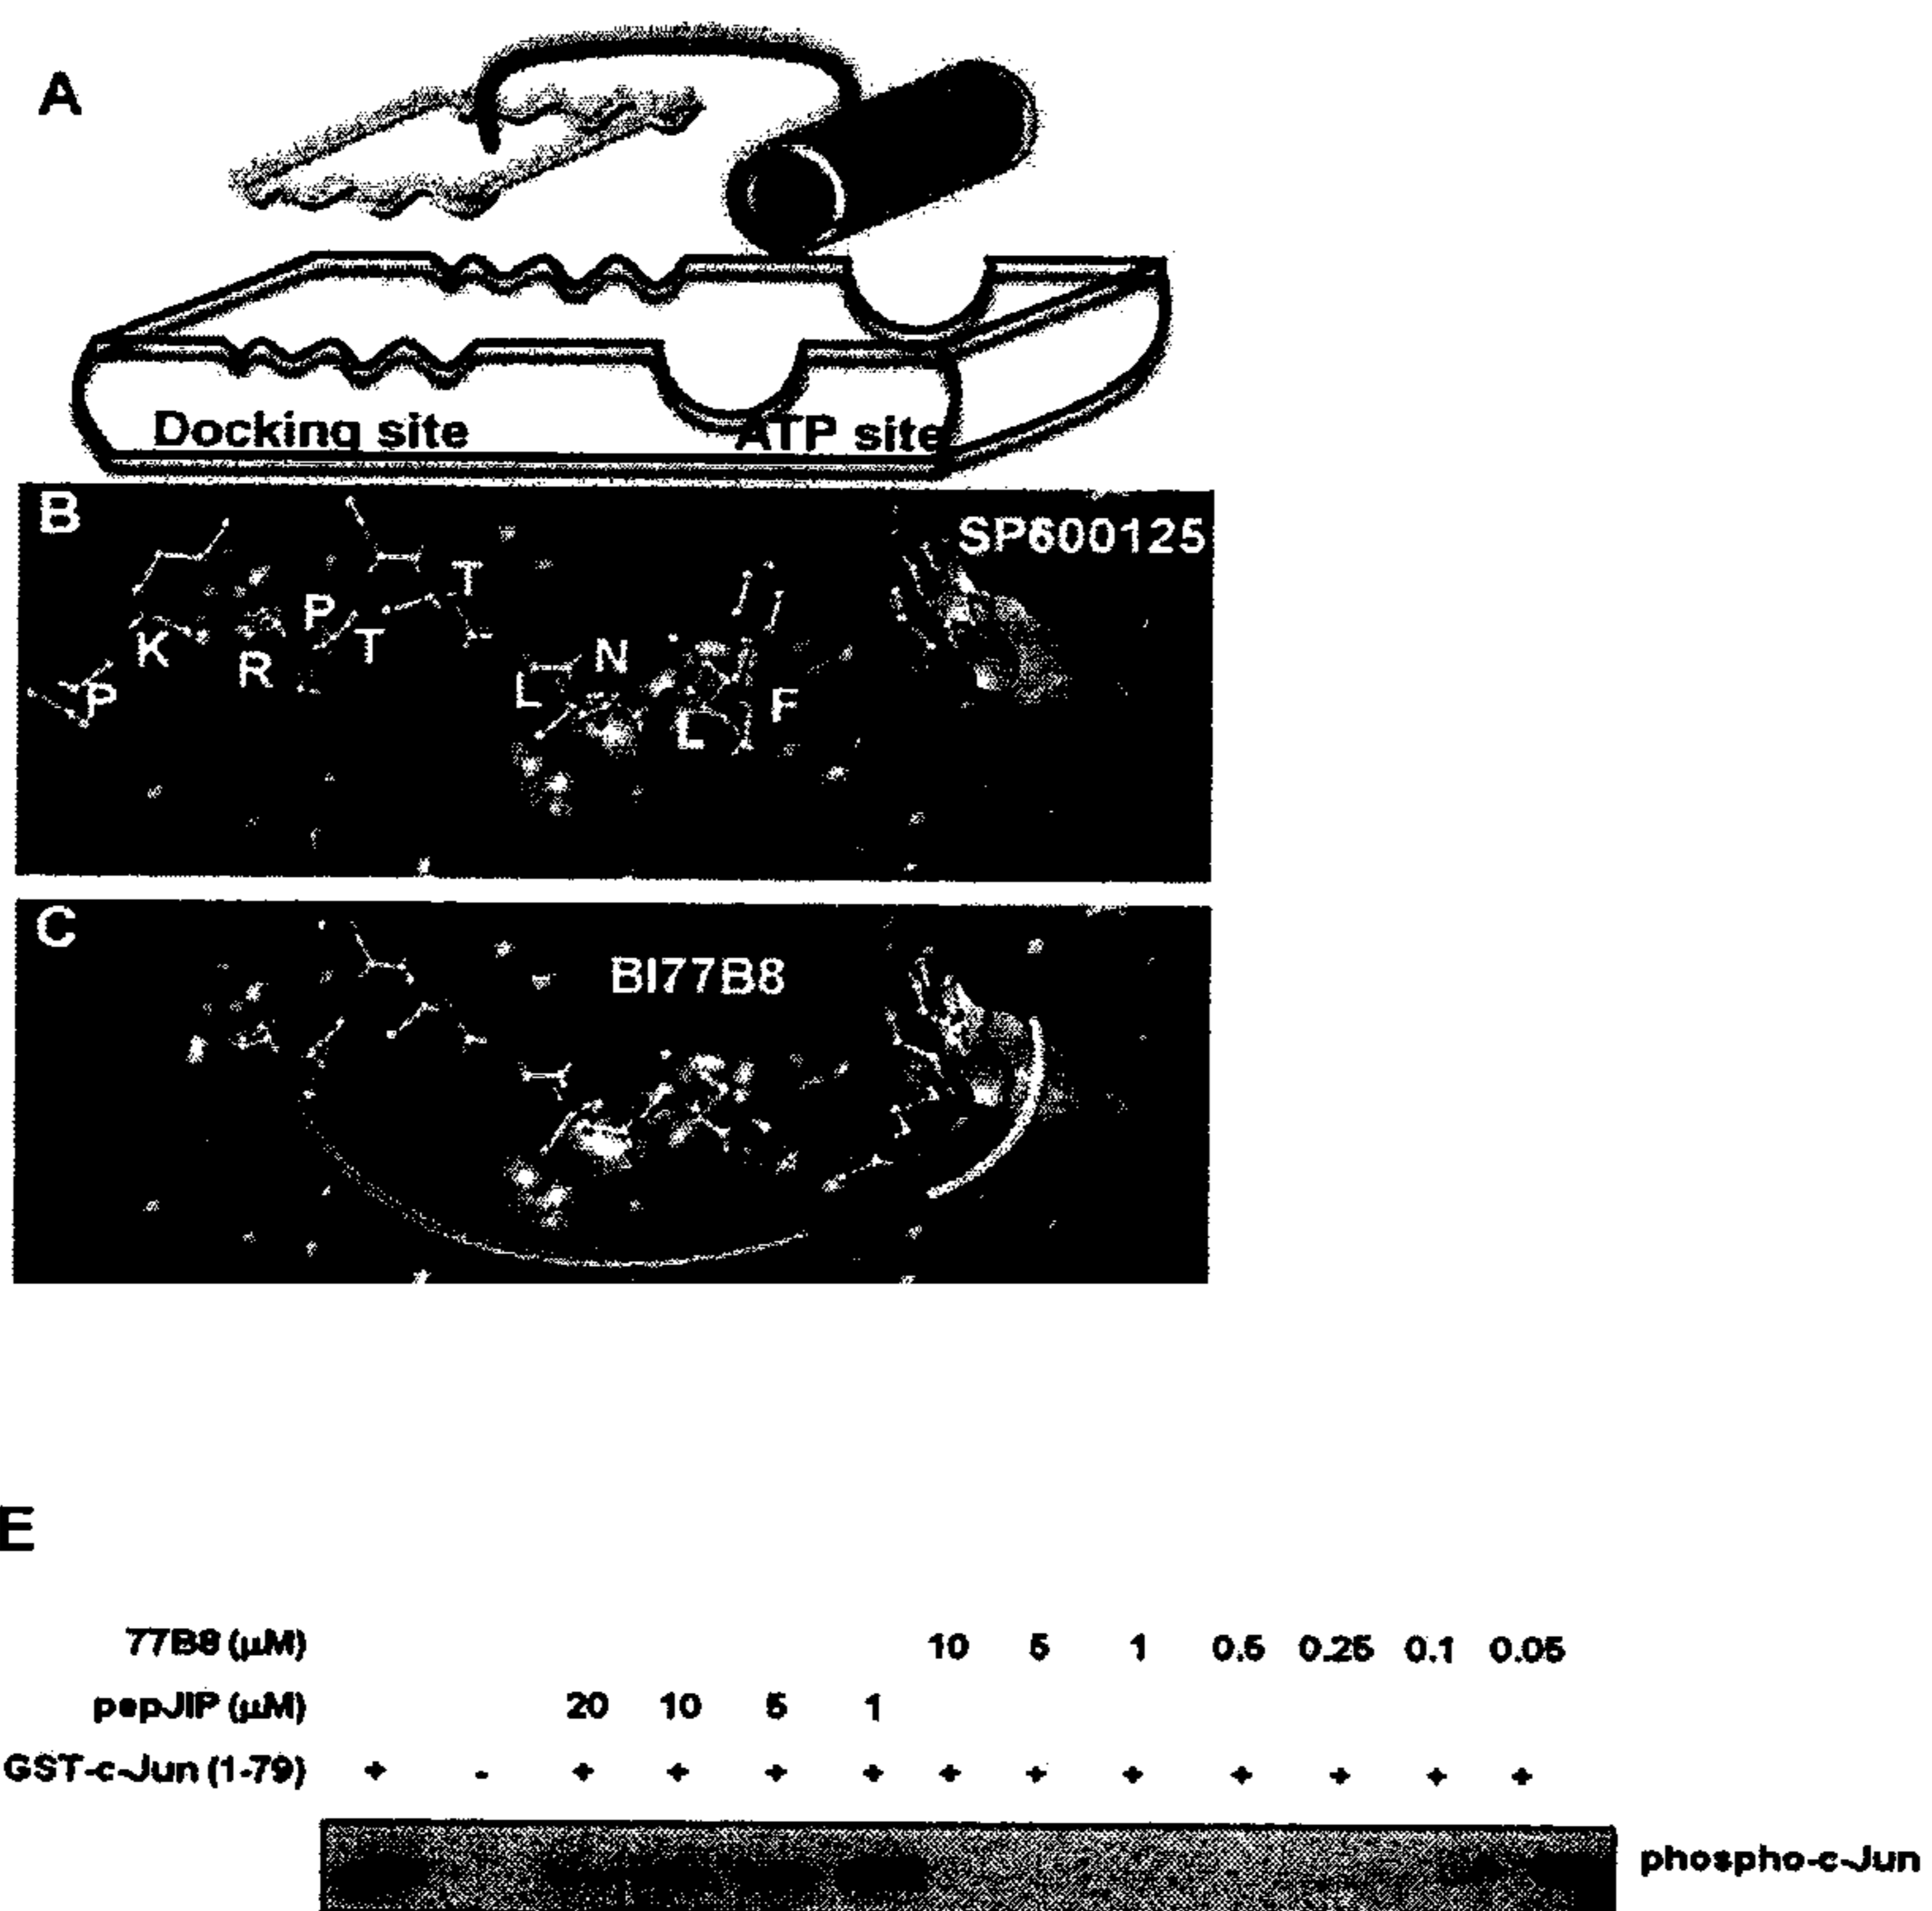 A
Docking site
ATP site
B
SP600125
T
P
K
T
R
N
P
L
F
L
C
BI77B8
E
77B8 (µM) 10 5 1 0.5 0.25 0.1 0.05
pepJIP (µM) 20 10 5 1
GST-c-Jun (1-79) + - + + + + + + + + + + +
phospho-c-Jun